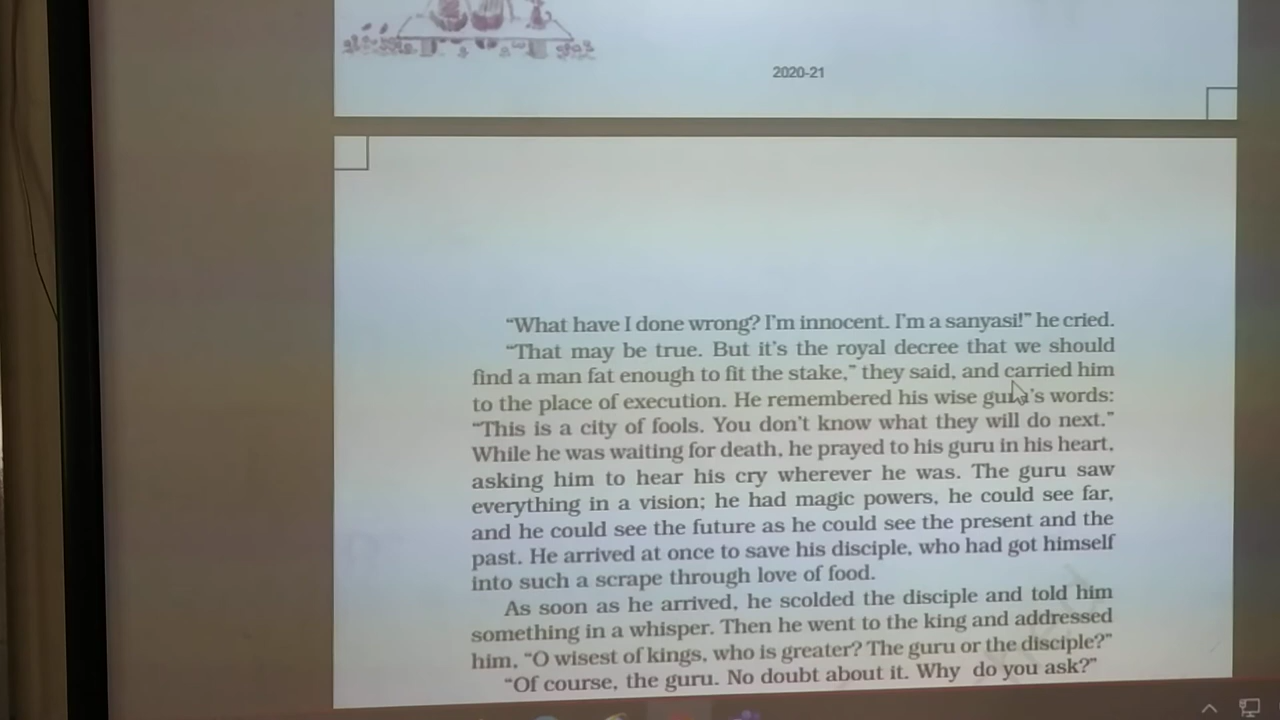 2020-21
“What have I done wrong? I’m innocent. I’m a sanyasi!” he cried.
“That may be true. But it’s the royal decree that we should
find a man fat enough to fit the stake,” they said, and carried him
to the place of execution. He remembered his wise guru’s words:
“This is a city of fools. You don’t know what they will do next.”
While he was waiting for death, he prayed to his guru in his heart,
asking him to hear his cry wherever he was. The guru saw
everything in a vision; he had magic powers, he could see far,
and he could see the future as he could see the present and the
past. He arrived at once to save his disciple, who had got himself
into such a scrape through love of food.
As soon as he arrived, he scolded the disciple and told him
something in a whisper. Then he went to the king and addressed
him, “O wisest of kings, who is greater? The guru or the disciple?”
“Of course, the guru. No doubt about it. Why do you ask?”